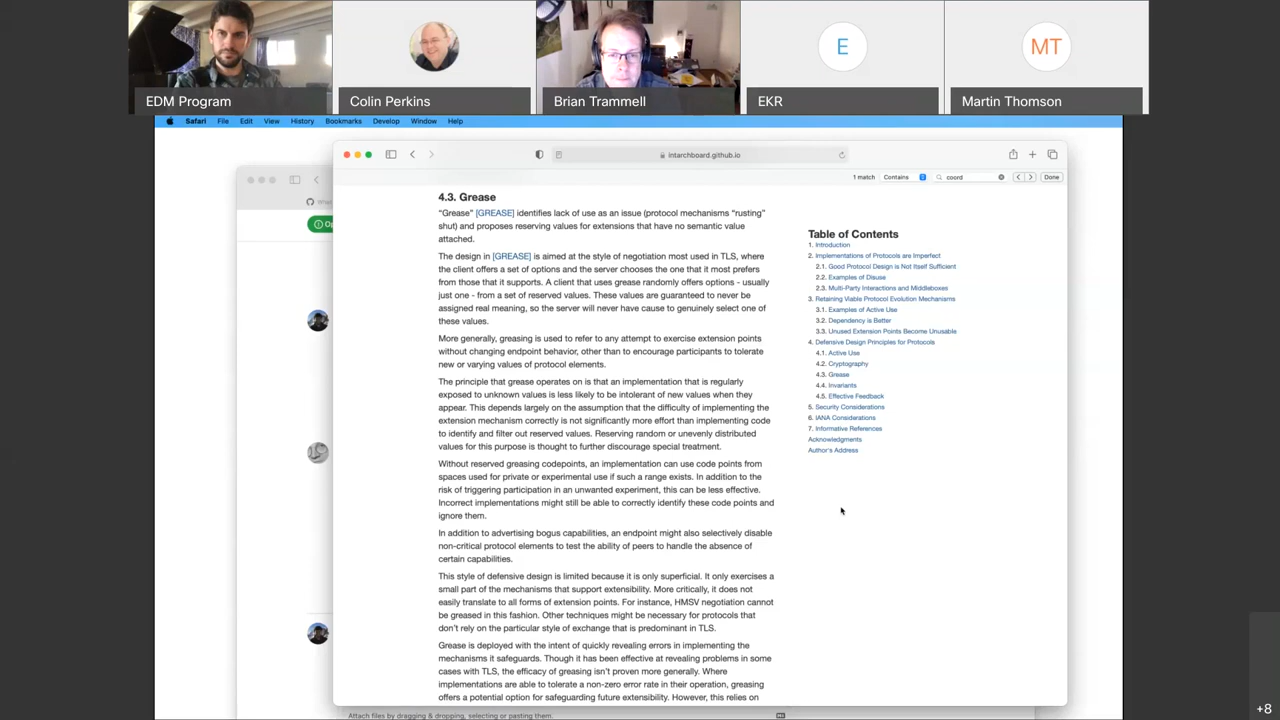 EDM Program
Colin Perkins
Brian Trammell
E
EKR
MT
Martin Thomson
Safari File Edit View History Bookmarks Develop Window Help
intarchboard.github.io
1 match Contains coord Done
4.3. Grease
“Grease” [GREASE] identifies lack of use as an issue (protocol mechanisms “rusting”
shut) and proposes reserving values for extensions that have no semantic value
attached.
The design in [GREASE] is aimed at the style of negotiation most used in TLS, where
the client offers a set of options and the server chooses the one that it most prefers
from those that it supports. A client that uses grease randomly offers options - usually
just one - from a set of reserved values. These values are guaranteed to never be
assigned real meaning, so the server will never have cause to genuinely select one of
these values.
More generally, greasing is used to refer to any attempt to exercise extension points
without changing endpoint behavior, other than to encourage participants to tolerate
new or varying values of protocol elements.
The principle that grease operates on is that an implementation that is regularly
exposed to unknown values is less likely to be intolerant of new values when they
appear. This depends largely on the assumption that the difficulty of implementing the
extension mechanism correctly is not significantly more effort than implementing code
to identify and filter out reserved values. Reserving random or unevenly distributed
values for this purpose is thought to further discourage special treatment.
Without reserved greasing codepoints, an implementation can use code points from
spaces used for private or experimental use if such a range exists. In addition to the
risk of triggering participation in an unwanted experiment, this can be less effective.
Incorrect implementations might still be able to correctly identify these code points and
ignore them.
In addition to advertising bogus capabilities, an endpoint might also selectively disable
non-critical protocol elements to test the ability of peers to handle the absence of
certain capabilities.
This style of defensive design is limited because it is only superficial. It only exercises a
small part of the mechanisms that support extensibility. More critically, it does not
easily translate to all forms of extension points. For instance, HMSV negotiation cannot
be greased in this fashion. Other techniques might be necessary for protocols that
don’t rely on the particular style of exchange that is predominant in TLS.
Grease is deployed with the intent of quickly revealing errors in implementing the
mechanisms it safeguards. Though it has been effective at revealing problems in some
cases with TLS, the efficacy of greasing isn’t proven more generally. Where
implementations are able to tolerate a non-zero error rate in their operation, greasing
offers a potential option for safeguarding future extensibility. However, this relies on
Table of Contents
1. Introduction
2. Implementations of Protocols are Imperfect
2.1. Good Protocol Design is Not Itself Sufficient
2.2. Examples of Disuse
2.3. Multi-Party Interactions and Middleboxes
3. Retaining Viable Protocol Evolution Mechanisms
3.1. Examples of Active Use
3.2. Dependency is Better
3.3. Unused Extension Points Become Unusable
4. Defensive Design Principles for Protocols
4.1. Active Use
4.2. Cryptography
4.3. Grease
4.4. Invariants
4.5. Effective Feedback
5. Security Considerations
6. IANA Considerations
7. Informative References
Acknowledgments
Author's Address
Attach files by dragging & dropping, selecting or pasting them.
+8